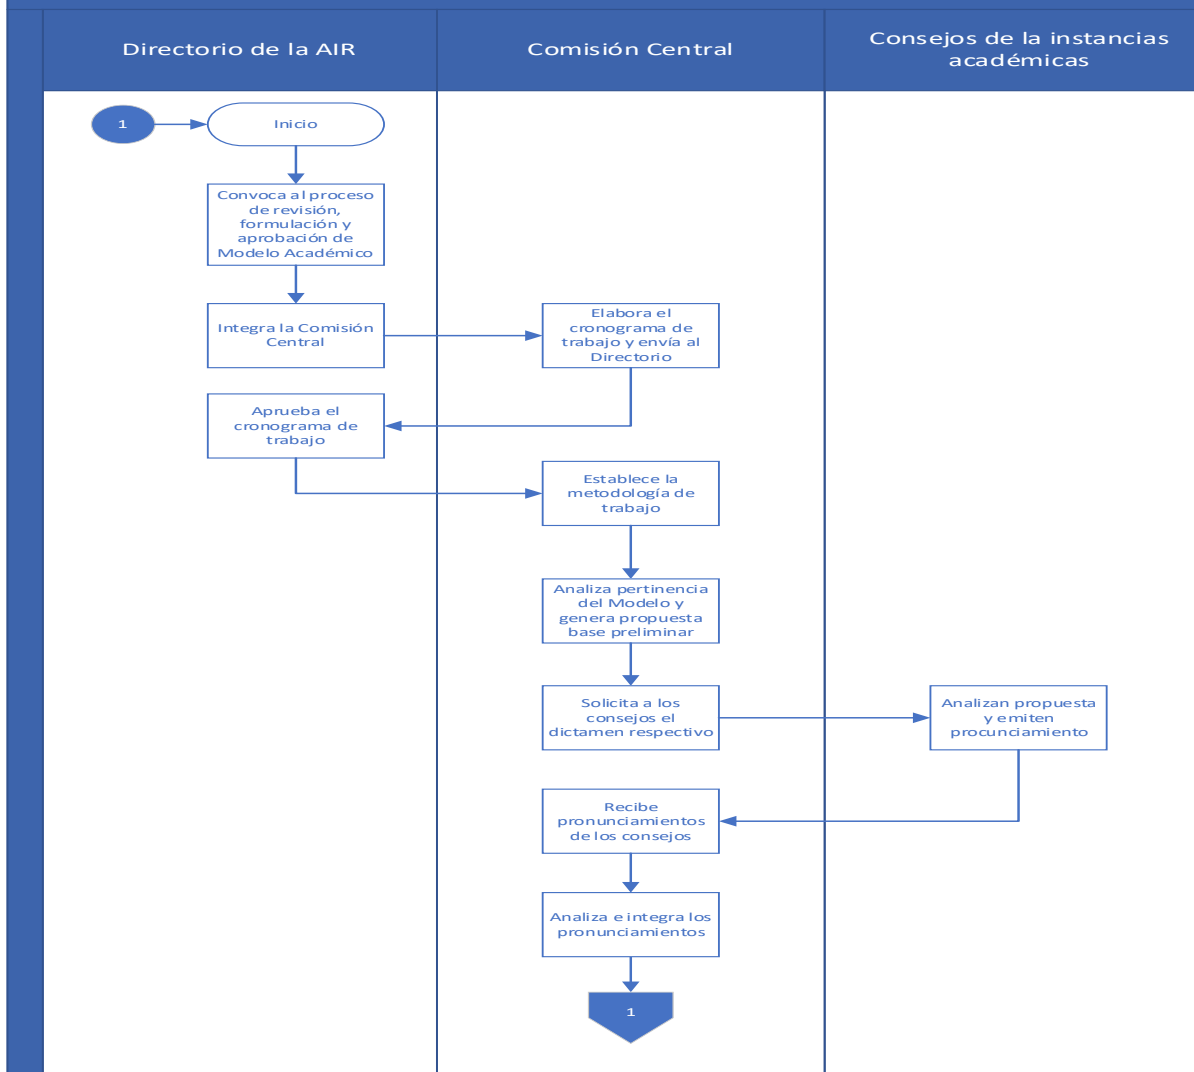 Directorio de la AIR
Comisión Central
Consejos de la instancias
académicas
1
Inicio
Convoca al proceso
de revisión,
formulación y
aprobación de
Modelo Académico
Integra la Comisión
Central
Elabora el
cronograma de
trabajo y envía al
Directorio
Aprueba el
cronograma de
trabajo
Establece la
metodología de
trabajo
Analiza pertinencia
del Modelo y
genera propuesta
base preliminar
Solicita a los
consejos el
dictamen respectivo
Analizan propuesta
y emiten
procunciamiento
Recibe
pronunciamientos
de los consejos
Analiza e integra los
pronunciamientos
1